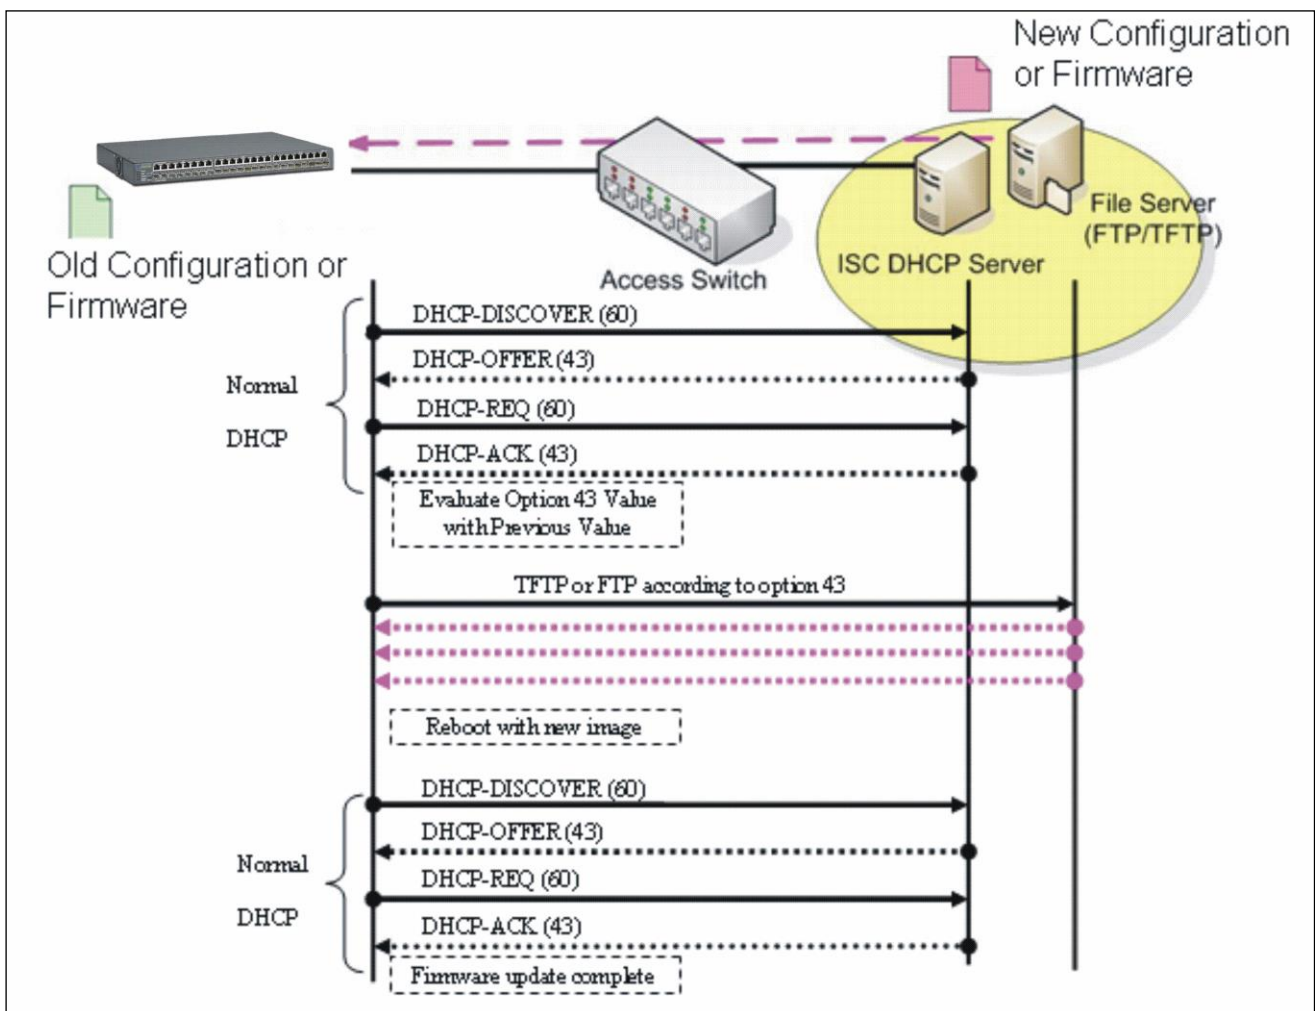 New Configuration
or Firmware
File Server
(FTP/TFTP)
ISC DHCP Server
Access Switch
Old Configuration or
Firmware
DHCP-DISCOVER (60)
DHCP-OFFER (43)
Normal
DHCP-REQ (60)
DHCP
DHCP-ACK (43)
Evaluate Option 43 Value
with Previous Value
TFTP or FTP according to option 43
Reboot with new image
DHCP-DISCOVER (60)
DHCP-OFFER (43)
Normal
DHCP-REQ (60)
DHCP
DHCP-ACK (43)
Firmware update complete